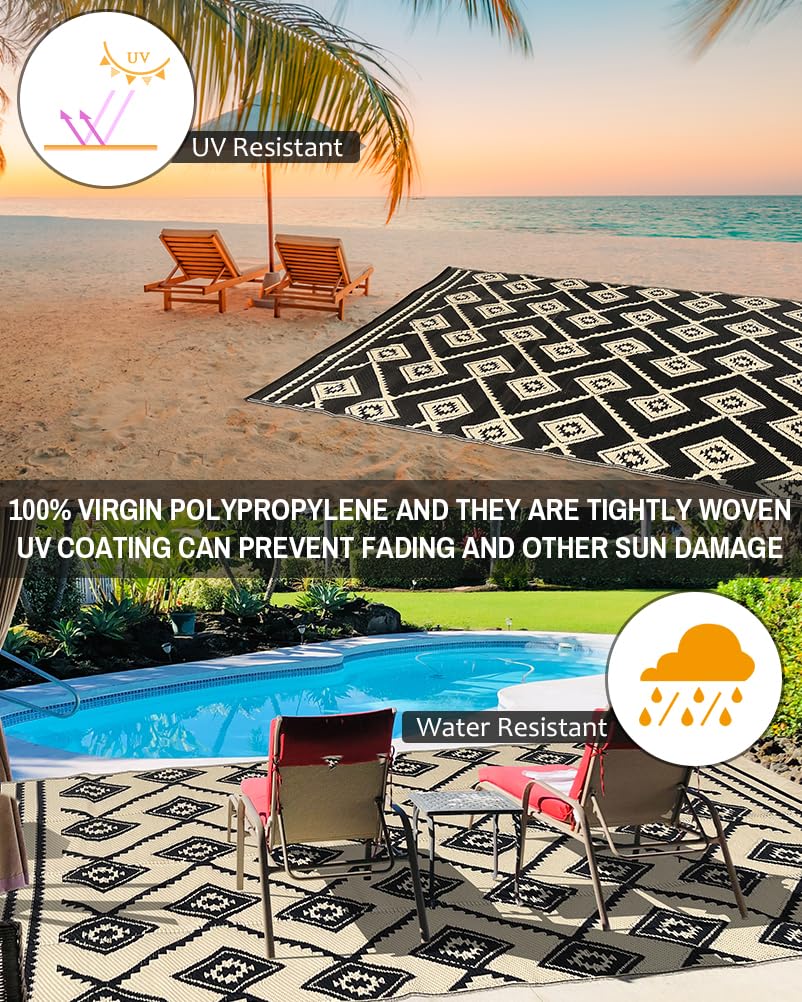 UV
UV Resistant
100% VIRGIN POLYPROPYLENE AND THEY ARE TIGHTLY WOVEN
UV COATING CAN PREVENT FADING AND OTHER SUN DAMAGE
Water Resistant